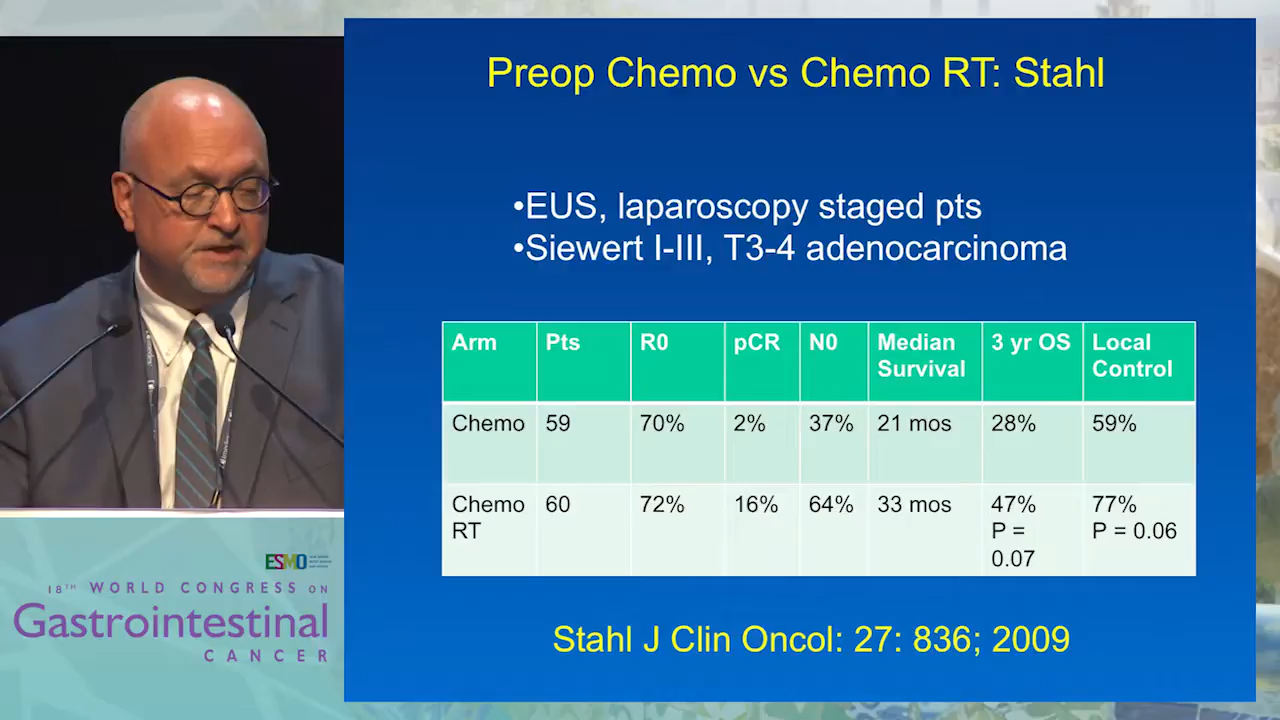 Preop Chemo vs Chemo RT: Stahl
•EUS, laparoscopy staged pts
•Siewert I-III, T3-4 adenocarcinoma
Arm Pts R0 pCR N0 Median Survival 3 yr OS Local Control
Chemo 59 70% 2% 37% 21 mos 28% 59%
Chemo RT 60 72% 16% 64% 33 mos 47% P = 0.07 77% P = 0.06
Stahl J Clin Oncol: 27: 836; 2009
ESMO
18TH WORLD CONGRESS ON
Gastrointestinal
CANCER